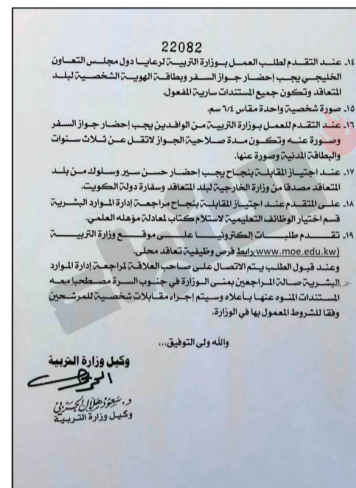 22082
١٤. عند التقدم لطلب العمل بوزارة التربية لرعايا دول مجلس التعاون
الخليجي يجب إحضار جواز السفر وبطاقة الهوية الشخصية لبلد
المتعاقد وتكون جميع المستندات سارية المفعول.
١٥. صورة شخصية واحدة مقاس ٦/٤ سم.
١٦. عند التقدم للعمل بوزارة التربية من الوافدين يجب إحضار جواز السفر
وصورة عنه وتكون مدة صلاحية الجواز لاتقل عن ثلاث سنوات
والبطاقة المدنية وصورة عنها.
١٧. عند اجتياز المقابلة بنجاح يجب إحضار حسن سير وسلوك من بلد
المتعاقد مصدقا من وزارة الخارجية لبلد المتعاقد وسفارة دولة الكويت.
١٨. على المتقدم عند اجتياز المقابلة بنجاح مراجعة إدارة الموارد البشرية
قسم اختيار الوظائف التعليمية لاستلام كتاب لمعادلة مؤهله العلمي.
١٩. تقدم طلبات إلكترونيا على موقع وزارة التربية
(www.moe.edu.kw) رابط فرص وظيفية تعاقد محلي.
وعند قبول الطلب يتم الاتصال على صاحب العلاقة لمراجعة إدارة الموارد
البشرية صالة المراجعين بمبنى الوزارة في جنوب السرة مصطحبا معه
المستندات المنوه عنها بأعلاه وسيتم إجراء مقابلات شخصية للمرشحين
وفقا للشروط المعمول بها في الوزارة.
والله ولي التوفيق،،،
وكيل وزارة التربية
د. سعود هلال الحربي
وكيل وزارة التربية